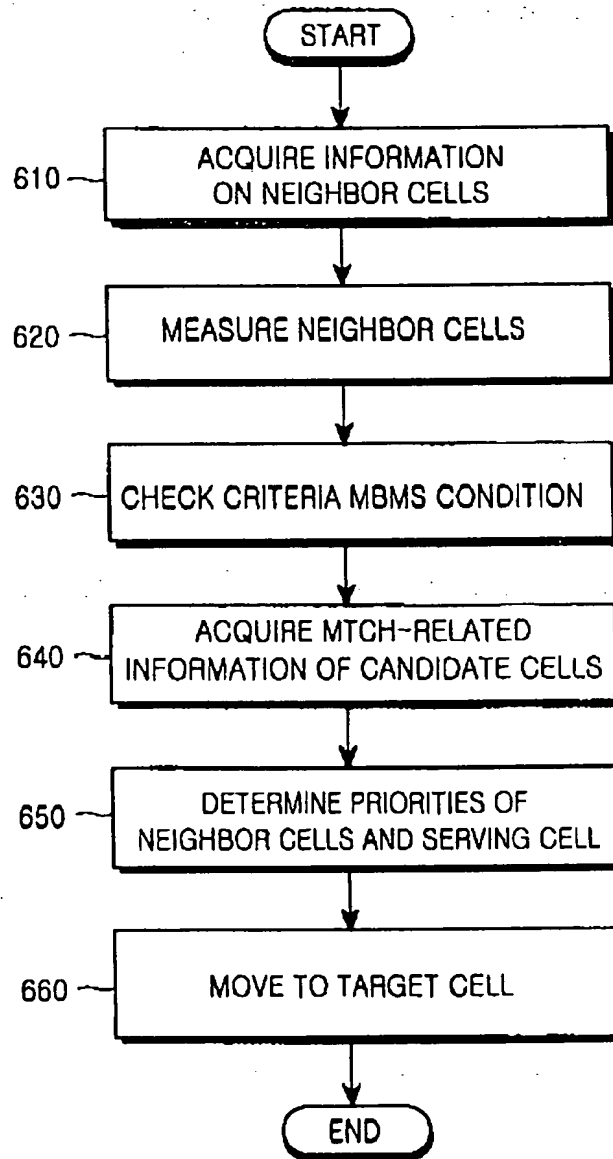 START
610
ACQUIRE INFORMATION
ON NEIGHBOR CELLS
620
MEASURE NEIGHBOR CELLS
630
CHECK CRITERIA MBMS CONDITION
640
ACQUIRE MTCH-RELATED
INFORMATION OF CANDIDATE CELLS
650
DETERMINE PRIORITIES OF
NEIGHBOR CELLS AND SERVING CELL
660
MOVE TO TARGET CELL
END